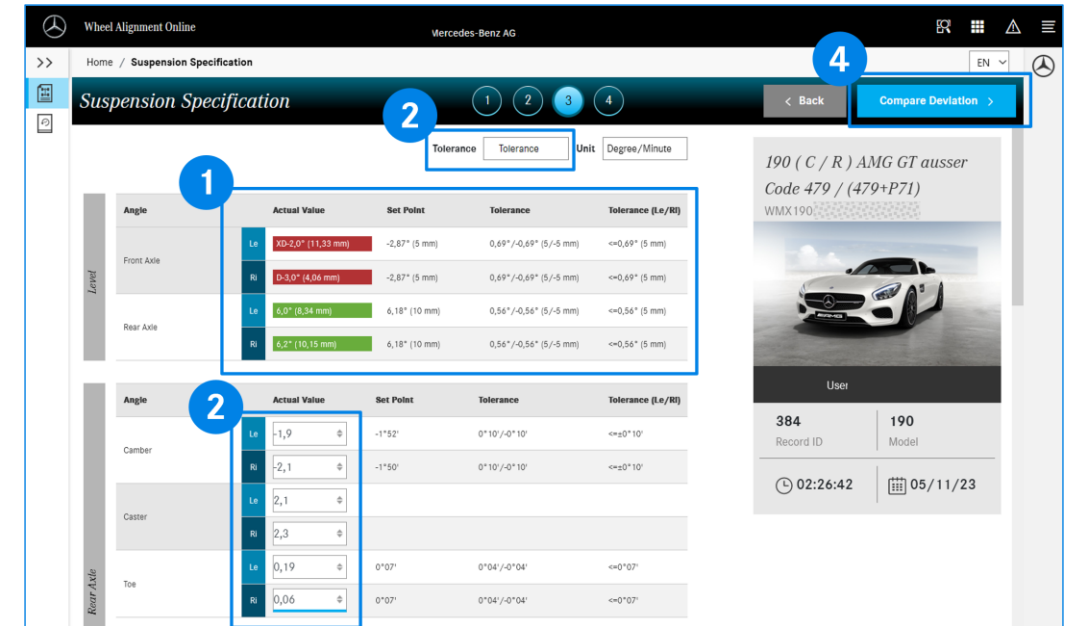 Wheel Alignment Online
Mercedes-Benz AG
>> Home / Suspension Specification
EN
4
Suspension Specification
1 2 3 4
< Back
Compare Deviation >
2
Tolerance Tolerance Unit Degree/Minute
190 ( C / R ) AMG GT ausser
Code 479 / (479+P71)
WMX190
1
Angle Actual Value Set Point Tolerance Tolerance (Le/Ri)
Level
Front Axle
Le XD-2,0° (11,33 mm) -2,87° (5 mm) 0,69°/-0,69° (5/-5 mm) <=0,69° (5 mm)
Ri D-3,0° (4,06 mm) -2,87° (5 mm) 0,69°/-0,69° (5/-5 mm) <=0,69° (5 mm)
Rear Axle
Le 6,0° (8,34 mm) 6,18° (10 mm) 0,56°/-0,56° (5/-5 mm) <=0,56° (5 mm)
Ri 6,2° (10,15 mm) 6,18° (10 mm) 0,56°/-0,56° (5/-5 mm) <=0,56° (5 mm)
User
384 190
Record ID Model
02:26:42 05/11/23
2
Angle Actual Value Set Point Tolerance Tolerance (Le/Ri)
Rear Axle
Camber
Le -1,9 -1°52' 0°10'/-0°10' <=±0°10'
Ri -2,1 -1°50' 0°10'/-0°10' <=±0°10'
Caster
Le 2,1
Ri 2,3
Toe
Le 0,19 0°07' 0°04'/-0°04' <=0°07'
Ri 0,06 0°07' 0°04'/-0°04' <=0°07'